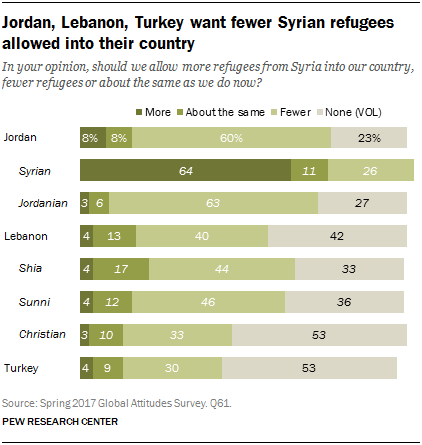 Jordan, Lebanon, Turkey want fewer Syrian refugees
allowed into their country
In your opinion, should we allow more refugees from Syria into our country,
fewer refugees or about the same as we do now?
More About the same Fewer None (VOL)
Jordan 8% 8% 60% 23%
Syrian 64 11 26
Jordanian 3 6 63 27
Lebanon 4 13 40 42
Shia 4 17 44 33
Sunni 4 12 46 36
Christian 3 10 33 53
Turkey 4 9 30 53
Source: Spring 2017 Global Attitudes Survey. Q61.
PEW RESEARCH CENTER